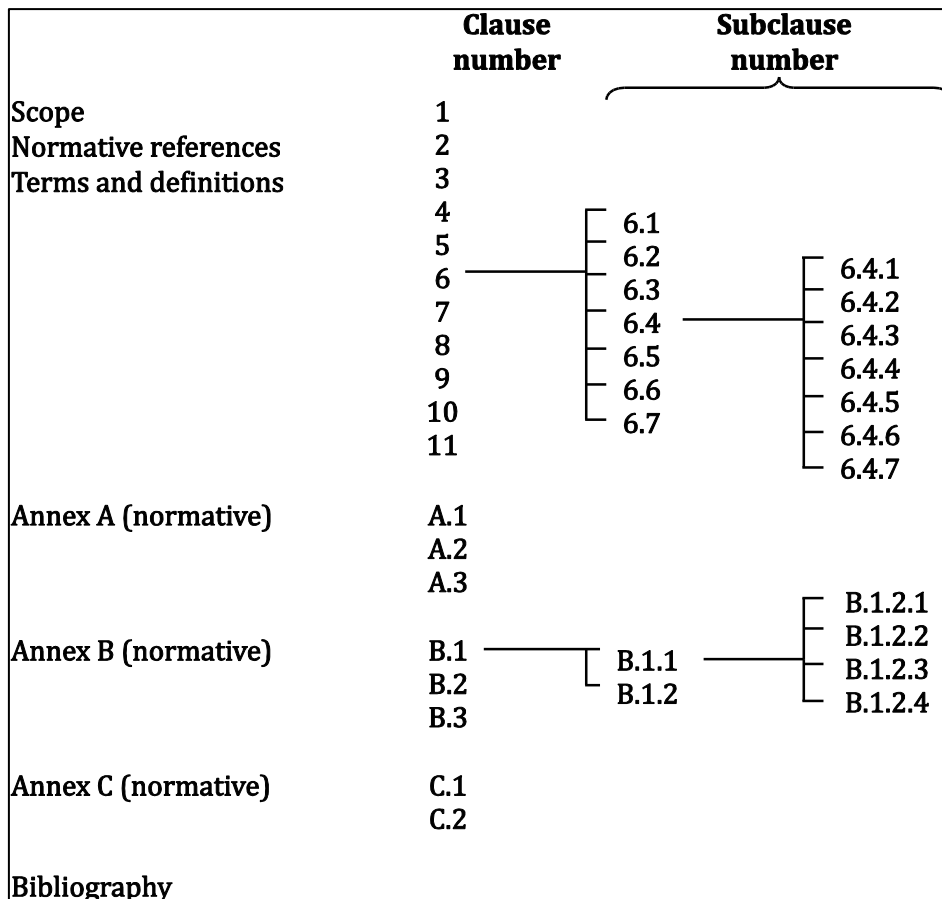 Clause number
Subclause number
Scope 1
Normative references 2
Terms and definitions 3
4
5
6
7
8
9
10
11
6.1
6.2
6.3
6.4
6.5
6.6
6.7
6.4.1
6.4.2
6.4.3
6.4.4
6.4.5
6.4.6
6.4.7
Annex A (normative) A.1
A.2
A.3
Annex B (normative) B.1
B.2
B.3
B.1.1
B.1.2
B.1.2.1
B.1.2.2
B.1.2.3
B.1.2.4
Annex C (normative) C.1
C.2
Bibliography